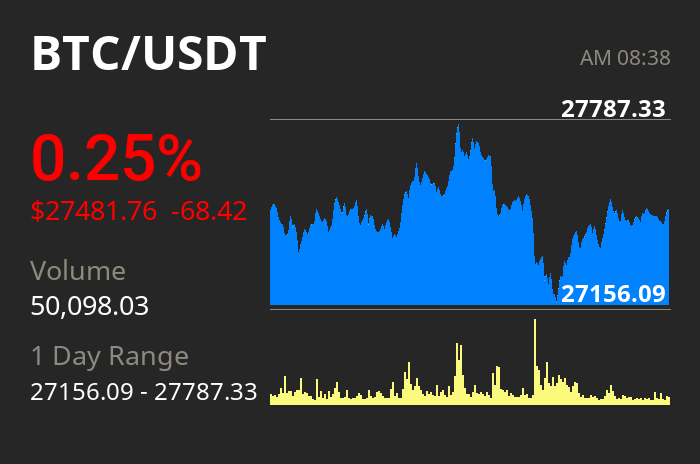 BTC/USDT
AM 08:38
27787.33
0.25%
$27481.76 -68.42
Volume
50,098.03
27156.09
1 Day Range
27156.09 - 27787.33